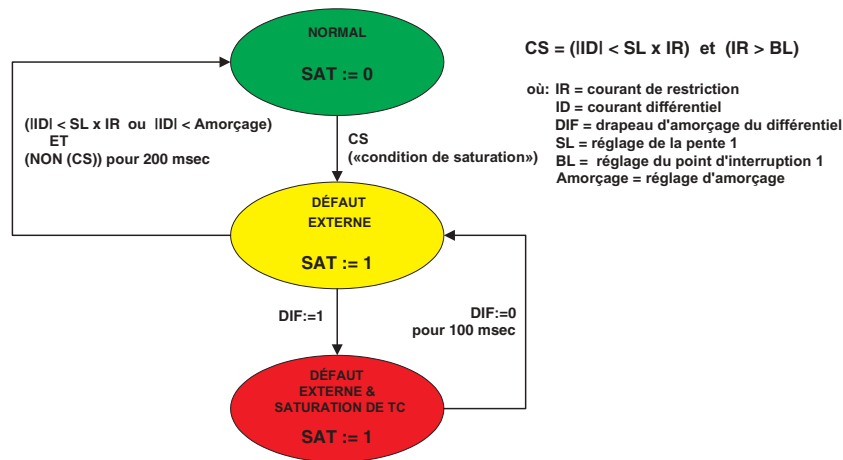 NORMAL
SAT := 0
CS = (|ID| < SL x IR) et (IR > BL)
où: IR = courant de restriction
ID = courant différentiel
DIF = drapeau d'amorçage du différentiel
SL = réglage de la pente 1
BL = réglage du point d'interruption 1
Amorçage = réglage d'amorçage
(|ID| < SL x IR ou |ID| < Amorçage)
ET
(NON (CS)) pour 200 msec
CS
(«condition de saturation»)
DÉFAUT
EXTERNE
SAT := 1
DIF:=1
DIF:=0
pour 100 msec
DÉFAUT
EXTERNE &
SATURATION DE TC
SAT := 1